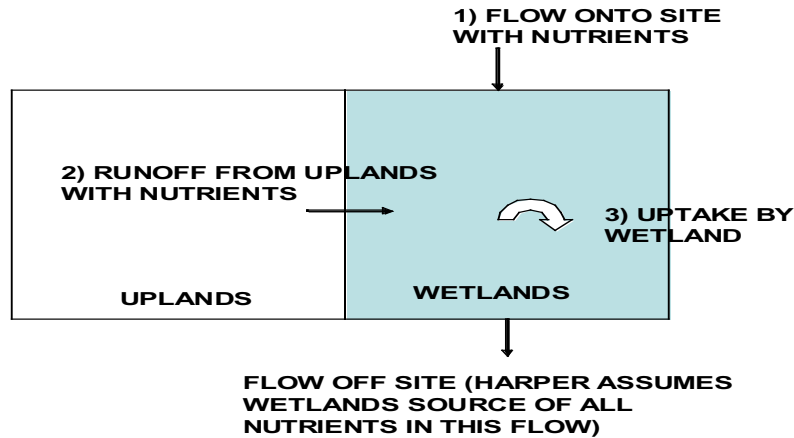 1) FLOW ONTO SITE
WITH NUTRIENTS
2) RUNOFF FROM UPLANDS
WITH NUTRIENTS
3) UPTAKE BY
WETLAND
UPLANDS
WETLANDS
FLOW OFF SITE (HARPER ASSUMES
WETLANDS SOURCE OF ALL
NUTRIENTS IN THIS FLOW)